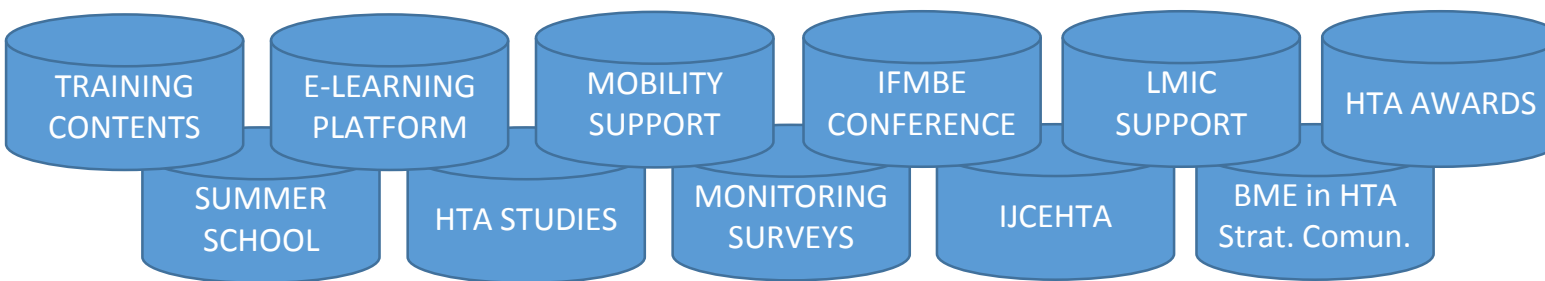 TRAINING
CONTENTS
E-LEARNING
PLATFORM
MOBILITY
SUPPORT
IFMBE
CONFERENCE
LMIC
SUPPORT
HTA AWARDS
SUMMER
SCHOOL
HTA STUDIES
MONITORING
SURVEYS
IJCEHTA
BME in HTA
Strat. Comun.